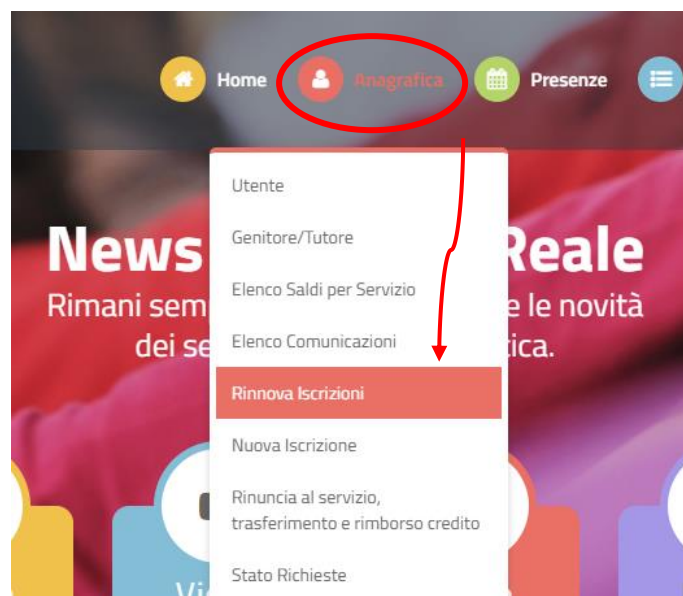 Home
Anagrafica
Presenze
Utente
Genitore/Tutore
Elenco Saldi per Servizio
Elenco Comunicazioni
Rinnova Iscrizioni
Nuova Iscrizione
Rinuncia al servizio,
trasferimento e rimborso credito
Stato Richieste
News Reale
Rimani sem e le novità
dei se tica.
Vi